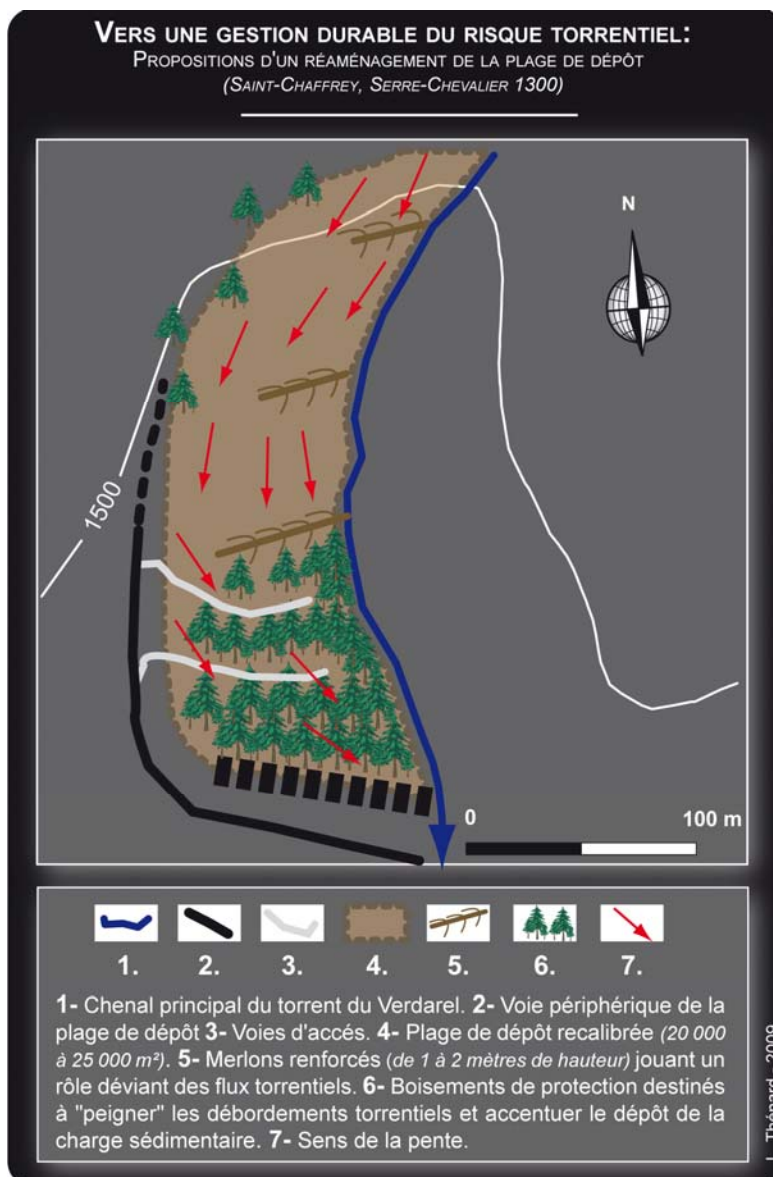 VERS UNE GESTION DURABLE DU RISQUE TORRENTIEL:
PROPOSITIONS D'UN RÉAMÉNAGEMENT DE LA PLAGE DE DÉPÔT
(SAINT-CHAFFREY, SERRE-CHEVALIER 1300)
N
1500
0 100 m
1. 2. 3. 4. 5. 6. 7.
1- Chenal principal du torrent du Verdarel. 2- Voie périphérique de la
plage de dépôt 3- Voies d'accés. 4- Plage de dépôt recalibrée (20 000
à 25 000 m²). 5- Merlons renforcés (de 1 à 2 mètres de hauteur) jouant un
rôle déviant des flux torrentiels. 6- Boisements de protection destinés
à "peigner" les débordements torrentiels et accentuer le dépôt de la
charge sédimentaire. 7- Sens de la pente.
2009